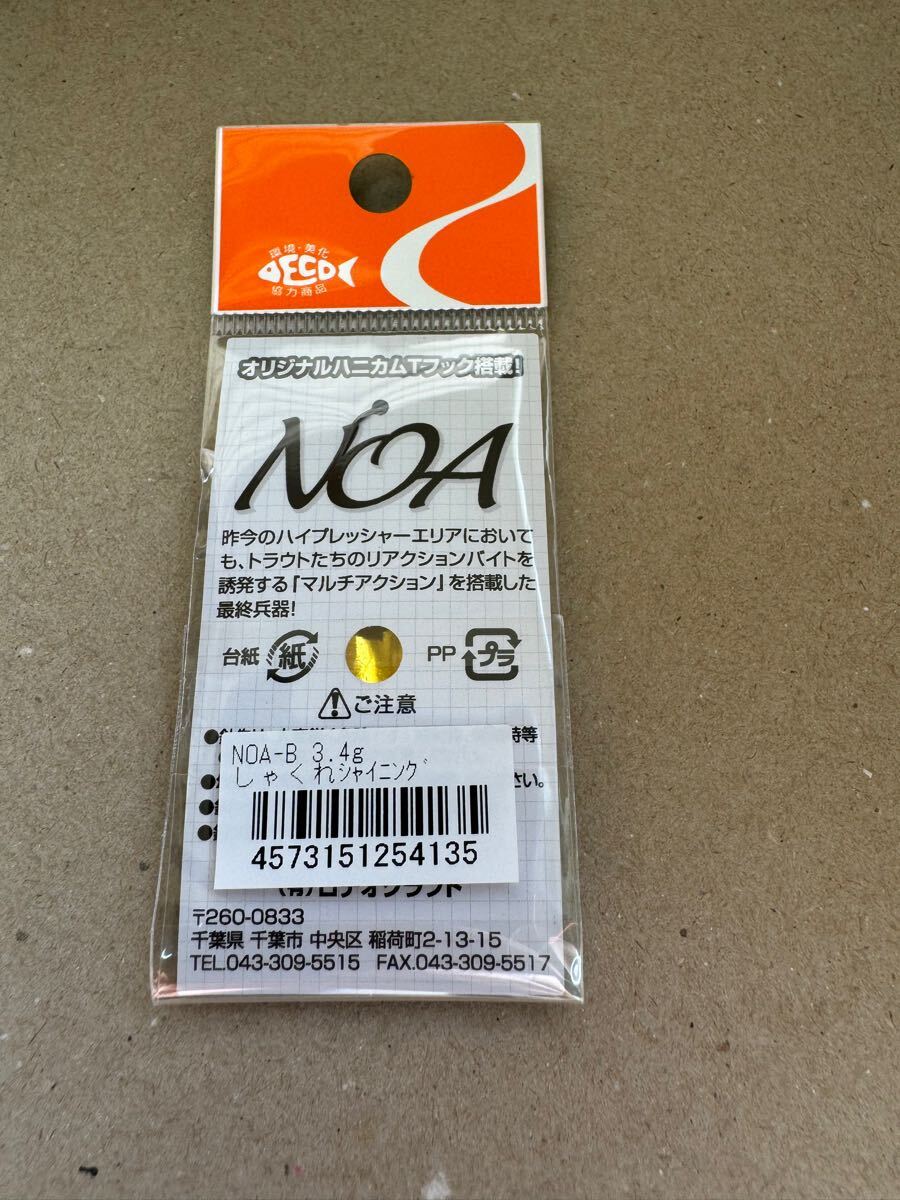 環境・美化
ECO
協力商品
オリジナルハニカムTフック搭載!
NOA
昨今のハイプレッシャーエリアにおいて
も、トラウトたちのリアクションバイトを
誘発する「マルチアクション」を搭載した
最終兵器!
台紙 紙 PP プラ
ご注意
時等
NOA-B 3.4g
しゃくれシャイニング
さい。
4573151254135
〒260-0833
千葉県 千葉市 中央区 稲荷町2-13-15
TEL.043-309-5515 FAX.043-309-5517